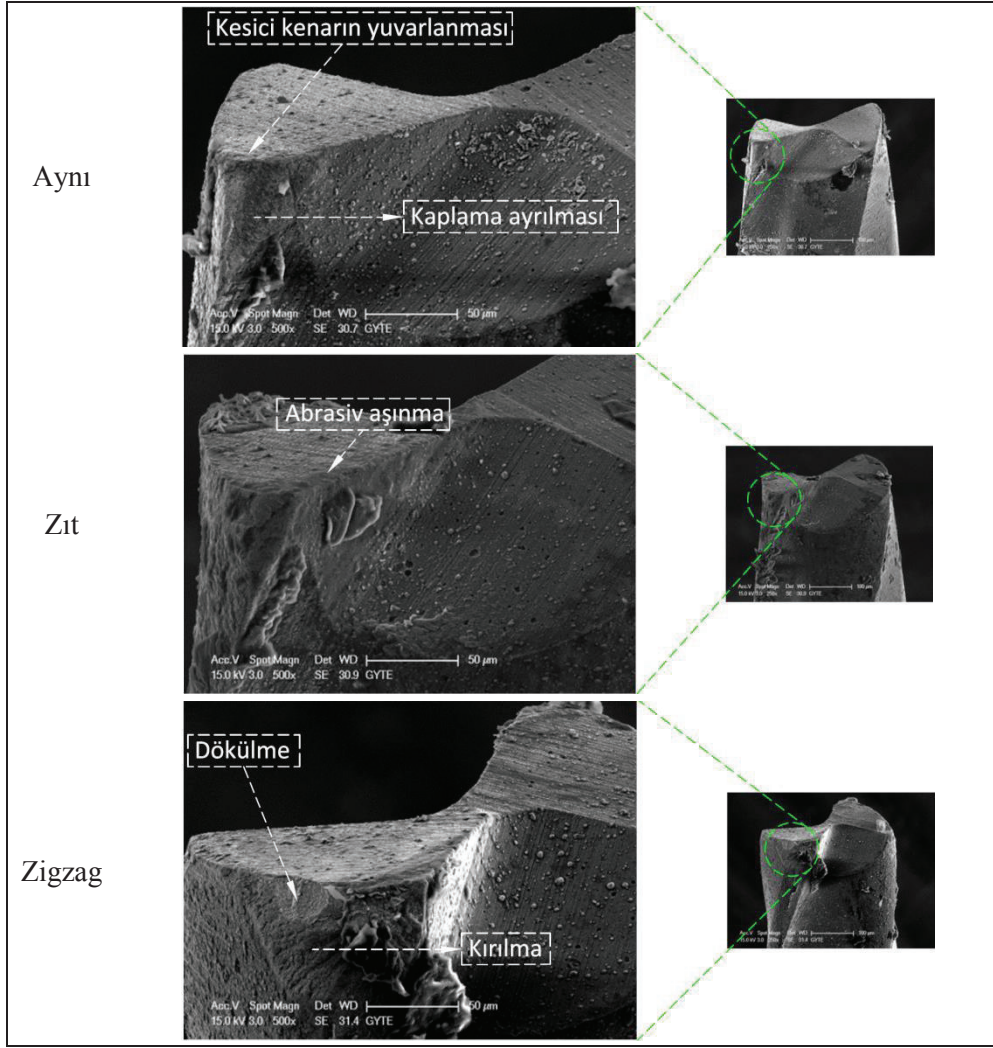 Kesici kenarın yuvarlanması
Aynı
Kaplama ayrılması
Acc.V Spot Magn Det WD 50 µm
15.0 kV 3.0 500x SE 30.7 GYTE
Abrasiv aşınma
Zıt
Acc.V Spot Magn Det WD 50 µm
15.0 kV 3.0 500x SE 30.9 GYTE
Dökülme
Zigzag
Kırılma
Acc.V Spot Magn Det WD 50 µm
15.0 kV 3.0 500x SE 31.4 GYTE